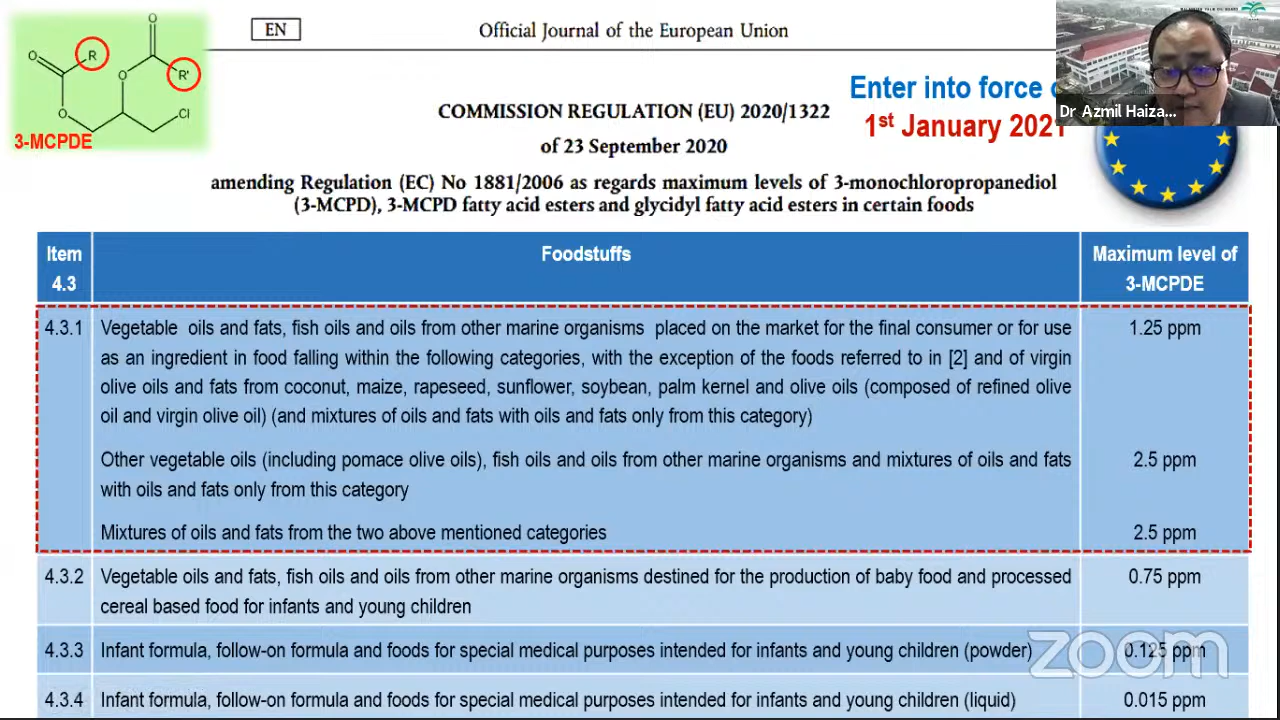 EN
Official Journal of the European Union
O
O
R
O
R'
O
Cl
3-MCPDE
COMMISSION REGULATION (EU) 2020/1322
of 23 September 2020
Enter into force
1st January 2021
Dr Azmil Haiza...
amending Regulation (EC) No 1881/2006 as regards maximum levels of 3-monochloropropanediol
(3-MCPD), 3-MCPD fatty acid esters and glycidyl fatty acid esters in certain foods
Item
4.3
Foodstuffs
Maximum level of
3-MCPDE
4.3.1
Vegetable oils and fats, fish oils and oils from other marine organisms placed on the market for the final consumer or for use
as an ingredient in food falling within the following categories, with the exception of the foods referred to in [2] and of virgin
olive oils and fats from coconut, maize, rapeseed, sunflower, soybean, palm kernel and olive oils (composed of refined olive
oil and virgin olive oil) (and mixtures of oils and fats with oils and fats only from this category)
1.25 ppm
Other vegetable oils (including pomace olive oils), fish oils and oils from other marine organisms and mixtures of oils and fats
with oils and fats only from this category
2.5 ppm
Mixtures of oils and fats from the two above mentioned categories
2.5 ppm
4.3.2
Vegetable oils and fats, fish oils and oils from other marine organisms destined for the production of baby food and processed
cereal based food for infants and young children
0.75 ppm
4.3.3
Infant formula, follow-on formula and foods for special medical purposes intended for infants and young children (powder)
0.125 ppm
zoom
4.3.4
Infant formula, follow-on formula and foods for special medical purposes intended for infants and young children (liquid)
0.015 ppm